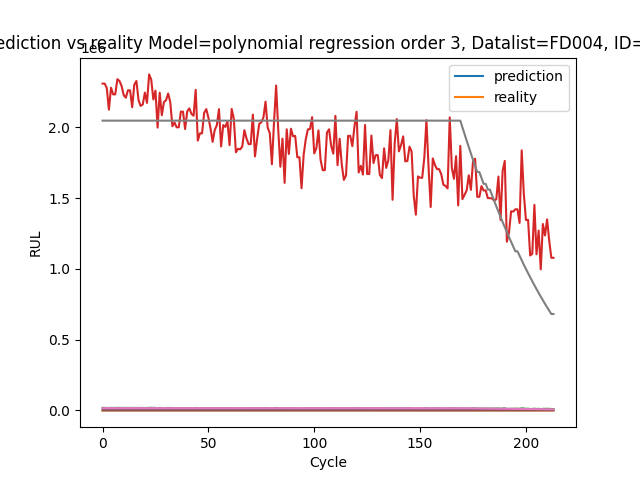 ediction vs reality Model=polynomial regression order 3, Datalist=FD004, ID=
1e6
prediction
reality
2.0
1.5
1.0
0.5
0.0
RUL
0
50
100
150
200
Cycle